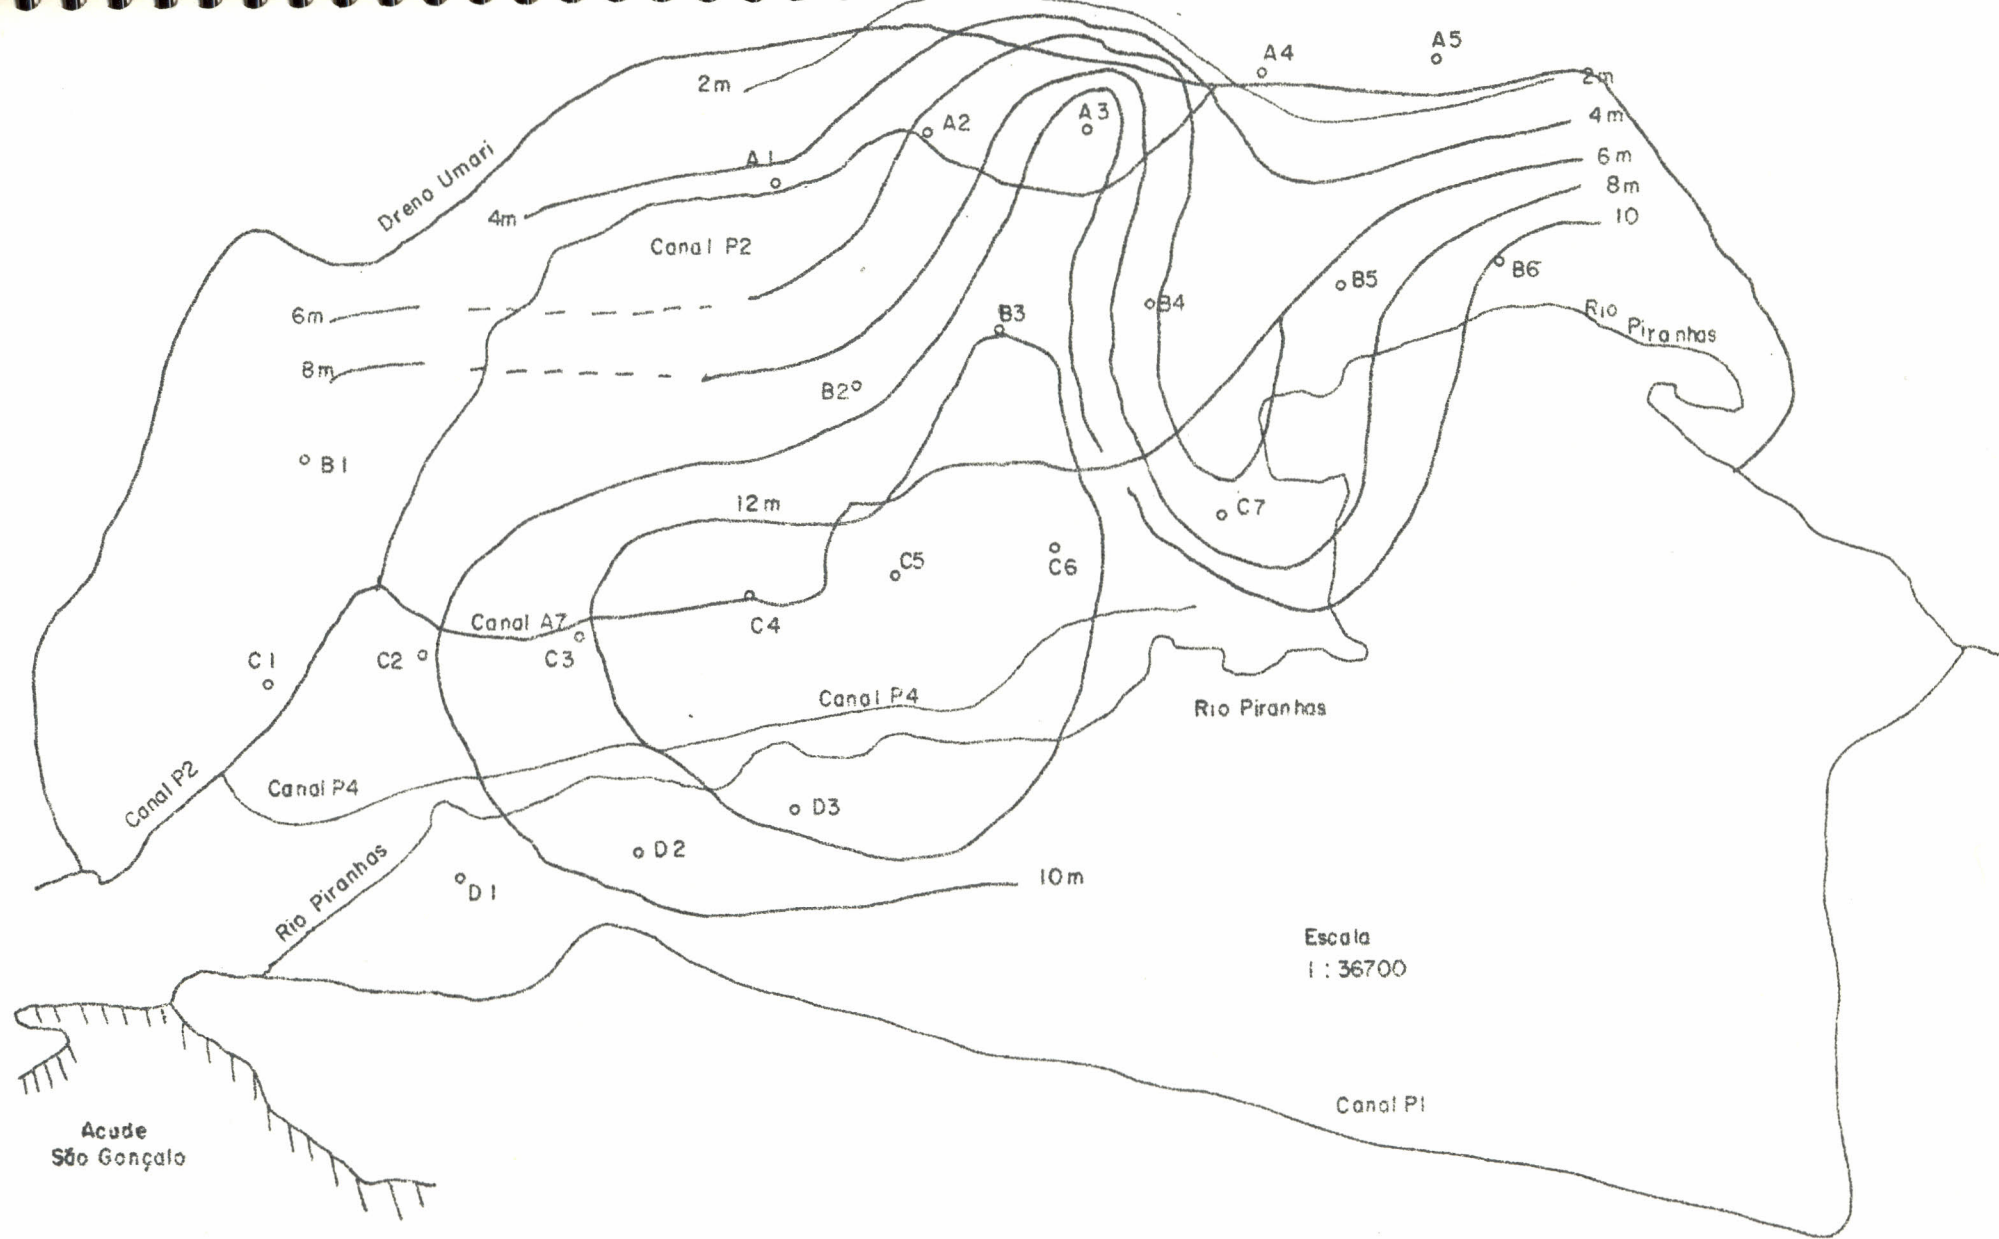 A5
A4
2m
2m
A3
4m
A2
A1
6m
Dreno Umari
8m
4m
10
Canal P2
B6
B5
B4
6m
B3
Rio
Piranhas
8m
B2
B1
12m
C7
C5
C6
Canal A7
C4
C1
C2
C3
Canal P4
Rio Piranhas
Canal P2
Canal P4
D3
D2
Rio Piranhas
D1
10m
Escala
1 : 36700
Canal P1
Acude
São Gonçalo